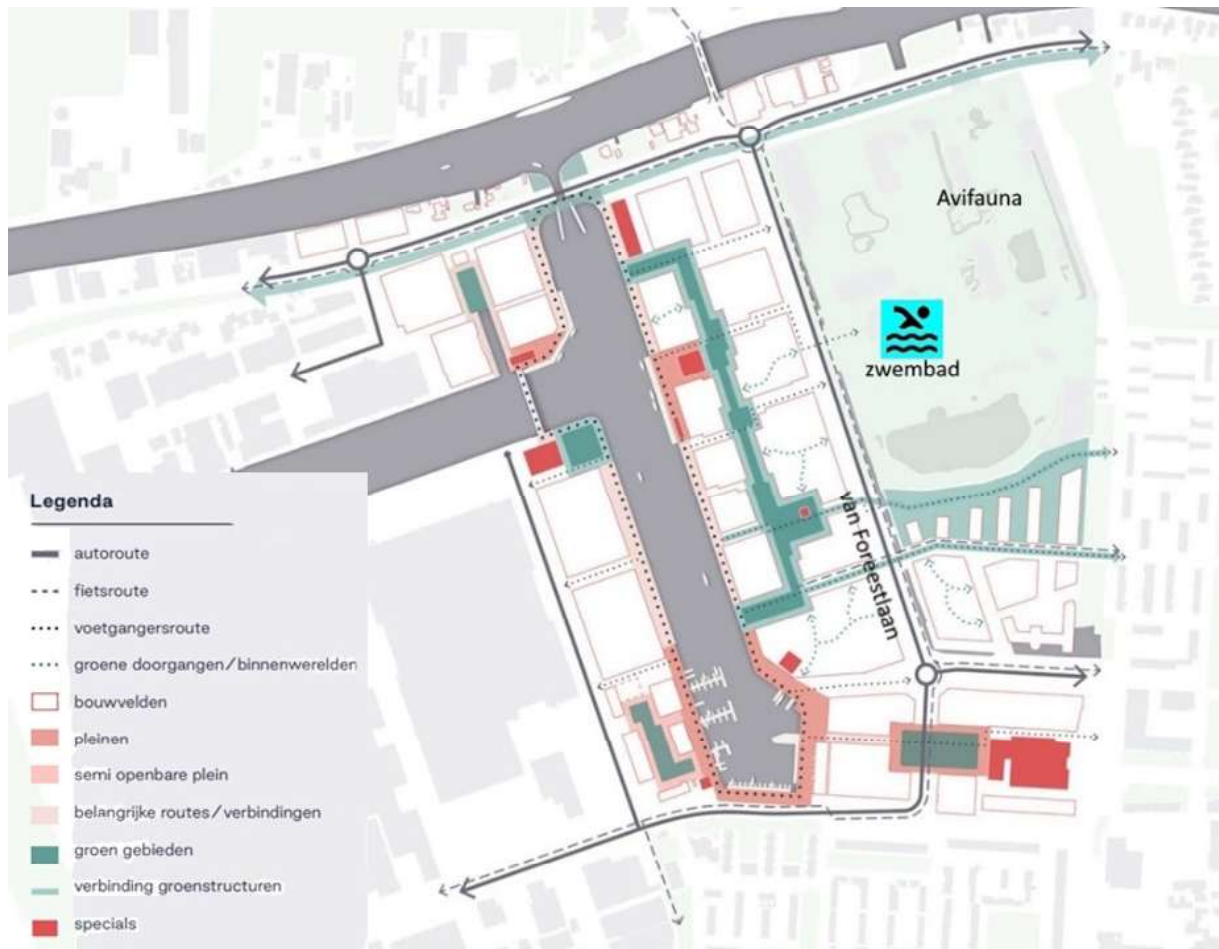 Avifauna
zwembad
van Foreestlaan
Legenda
autoroute
fietsroute
voetgangersroute
groene doorgangen/binnenwerelden
bouwvelden
pleinen
semi openbare plein
belangrijke routes/verbindingen
groen gebieden
verbinding groenstructuren
specials